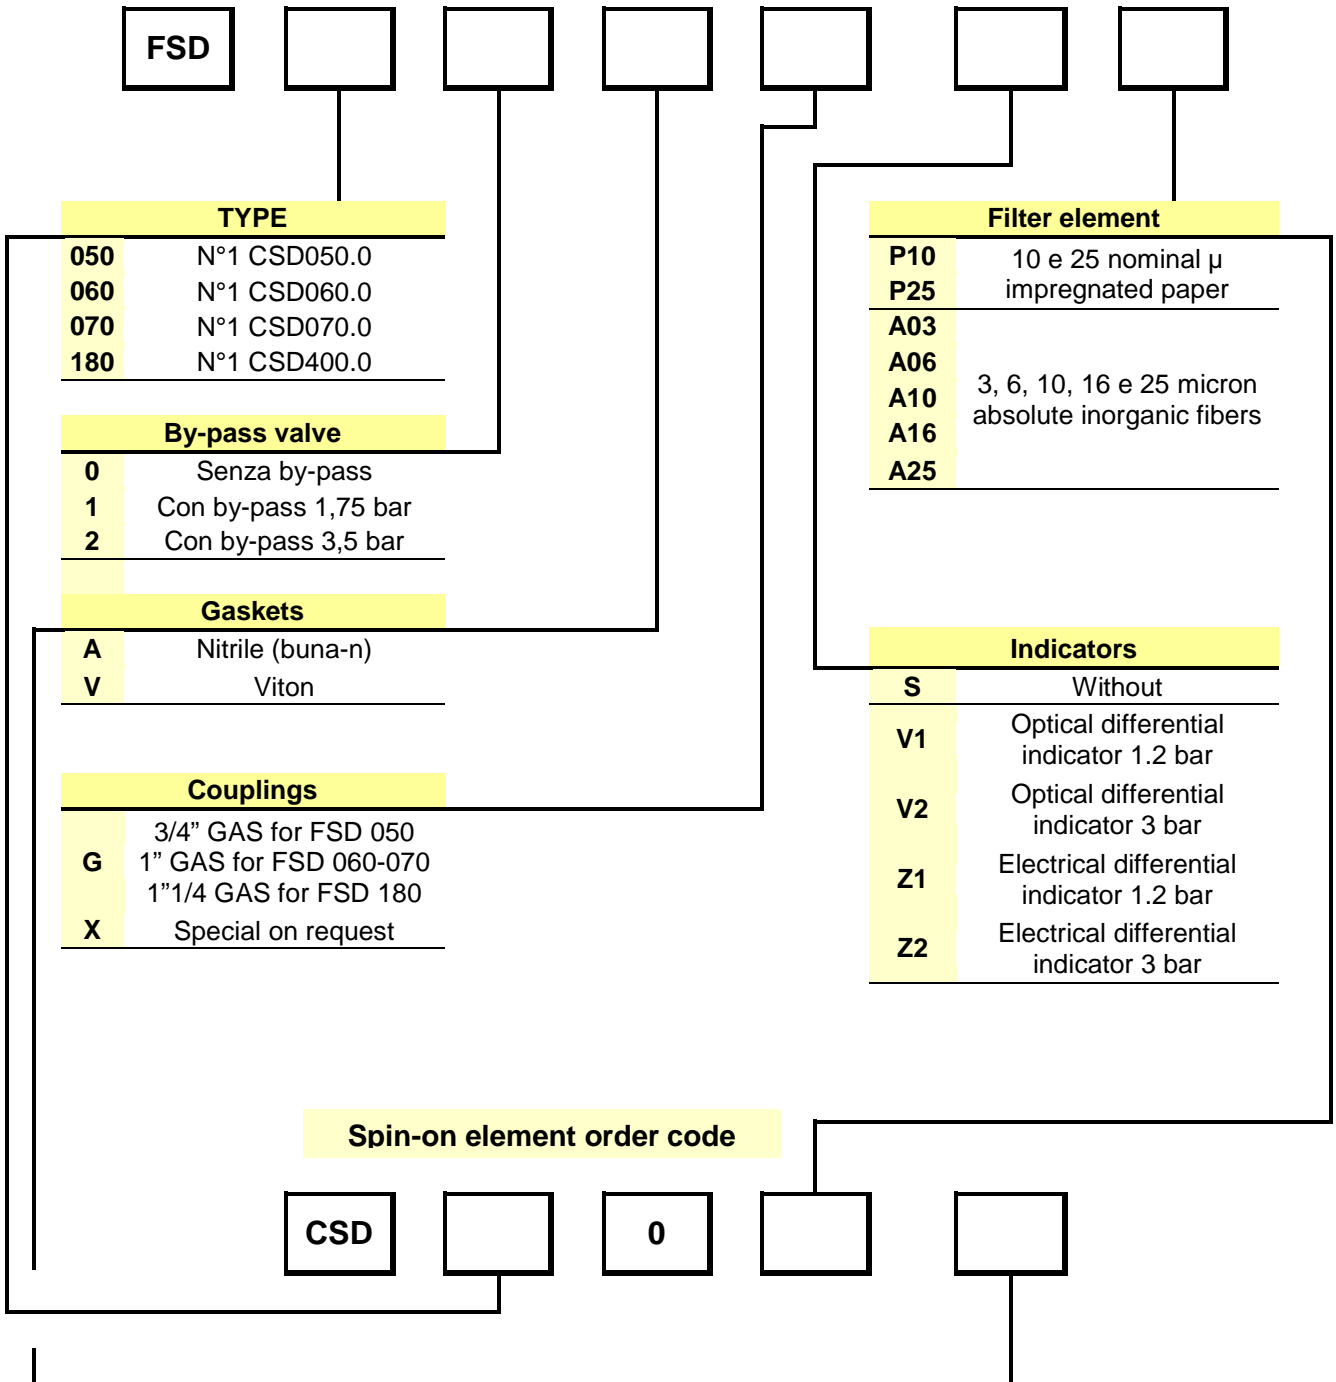 FSD
TYPE
050 N°1 CSD050.0
060 N°1 CSD060.0
070 N°1 CSD070.0
180 N°1 CSD400.0
By-pass valve
0 Senza by-pass
1 Con by-pass 1,75 bar
2 Con by-pass 3,5 bar
Gaskets
A Nitrile (buna-n)
V Viton
Couplings
G 3/4” GAS for FSD 050
1” GAS for FSD 060-070
1”1/4 GAS for FSD 180
X Special on request
Filter element
P10 10 e 25 nominal µ
P25 impregnated paper
A03
A06
A10 3, 6, 10, 16 e 25 micron
absolute inorganic fibers
A16
A25
Indicators
S Without
V1 Optical differential
indicator 1.2 bar
V2 Optical differential
indicator 3 bar
Z1 Electrical differential
indicator 1.2 bar
Z2 Electrical differential
indicator 3 bar
Spin-on element order code
CSD 0